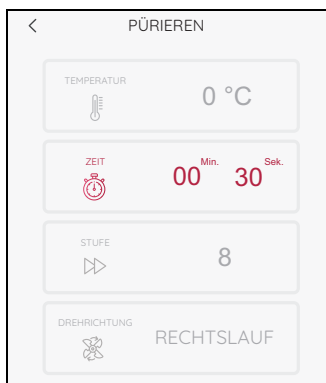 PÜRIEREN
TEMPERATUR
0 °C
ZEIT
00 Min. 30 Sek.
STUFE
8
DREHRICHTUNG
RECHTSLAUF